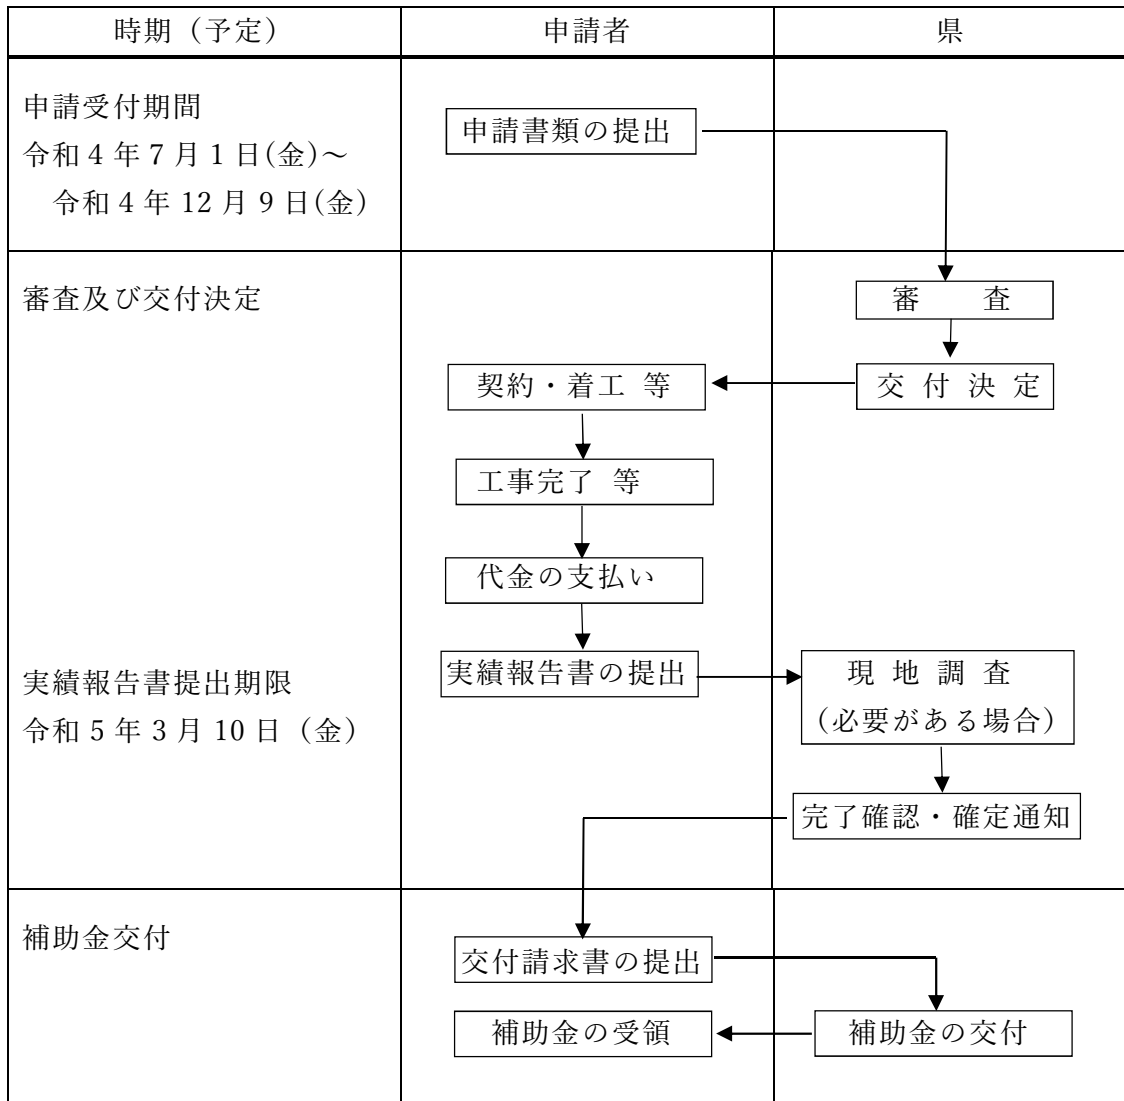 時期（予定）
申請者
県
申請受付期間
令和４年７月１日(金)～
令和４年 12 月９日(金)
申請書類の提出
審査及び交付決定
審　　査
交 付 決 定
契約・着工 等
工事完了 等
代金の支払い
実績報告書提出期限
令和５年３月 10 日（金）
実績報告書の提出
現 地 調 査
（必要がある場合）
完了確認・確定通知
補助金交付
交付請求書の提出
補助金の交付
補助金の受領